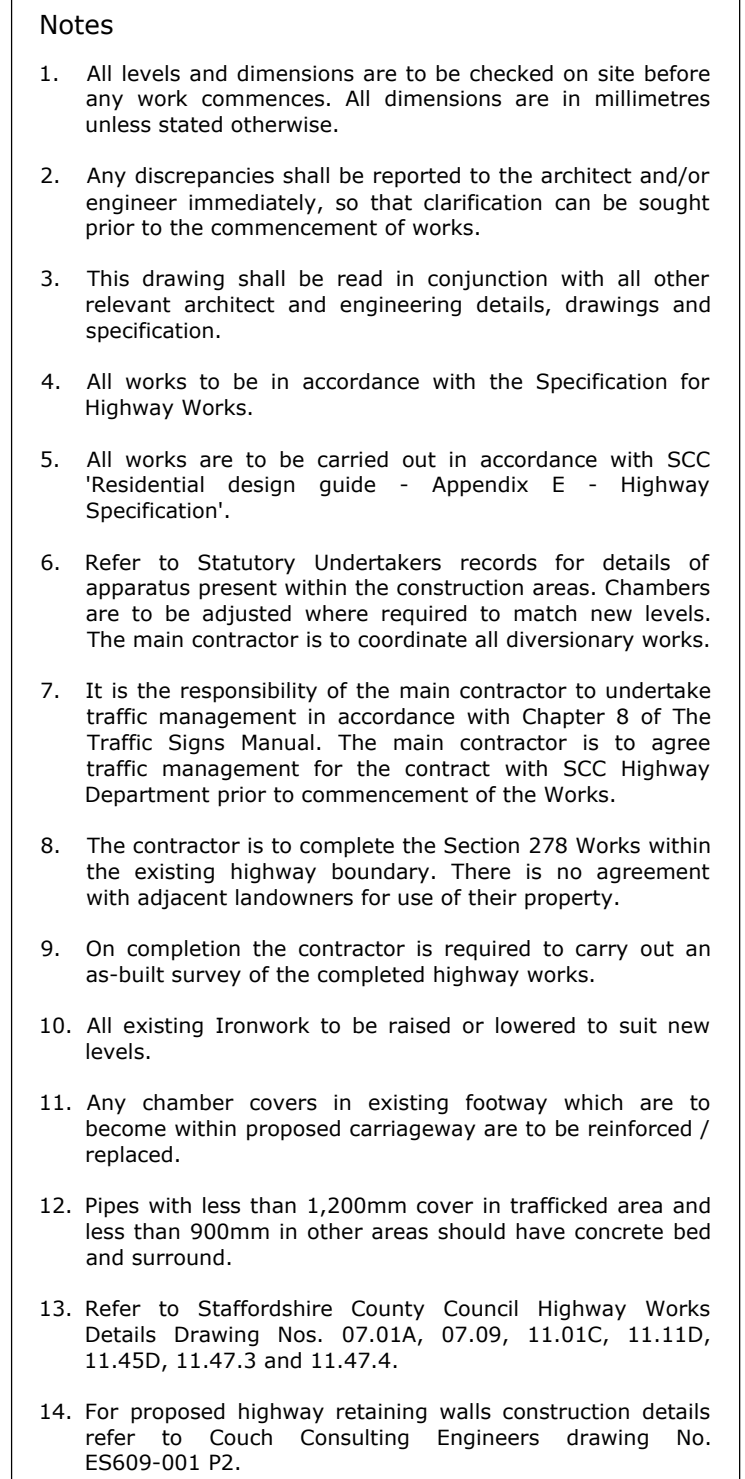 Notes
1. All levels and dimensions are to be checked on site before
any work commences. All dimensions are in millimetres
unless stated otherwise.
2. Any discrepancies shall be reported to the architect and/or
engineer immediately, so that clarification can be sought
prior to the commencement of works.
3. This drawing shall be read in conjunction with all other
relevant architect and engineering details, drawings and
specification.
4. All works to be in accordance with the Specification for
Highway Works.
5. All works are to be carried out in accordance with SCC
'Residential design guide - Appendix E - Highway
Specification'.
6. Refer to Statutory Undertakers records for details of
apparatus present within the construction areas. Chambers
are to be adjusted where required to match new levels.
The main contractor is to coordinate all diversionary works.
7. It is the responsibility of the main contractor to undertake
traffic management in accordance with Chapter 8 of The
Traffic Signs Manual. The main contractor is to agree
traffic management for the contract with SCC Highway
Department prior to commencement of the Works.
8. The contractor is to complete the Section 278 Works within
the existing highway boundary. There is no agreement
with adjacent landowners for use of their property.
9. On completion the contractor is required to carry out an
as-built survey of the completed highway works.
10. All existing Ironwork to be raised or lowered to suit new
levels.
11. Any chamber covers in existing footway which are to
become within proposed carriageway are to be reinforced /
replaced.
12. Pipes with less than 1,200mm cover in trafficked area and
less than 900mm in other areas should have concrete bed
and surround.
13. Refer to Staffordshire County Council Highway Works
Details Drawing Nos. 07.01A, 07.09, 11.01C, 11.11D,
11.45D, 11.47.3 and 11.47.4.
14. For proposed highway retaining walls construction details
refer to Couch Consulting Engineers drawing No.
ES609-001 P2.